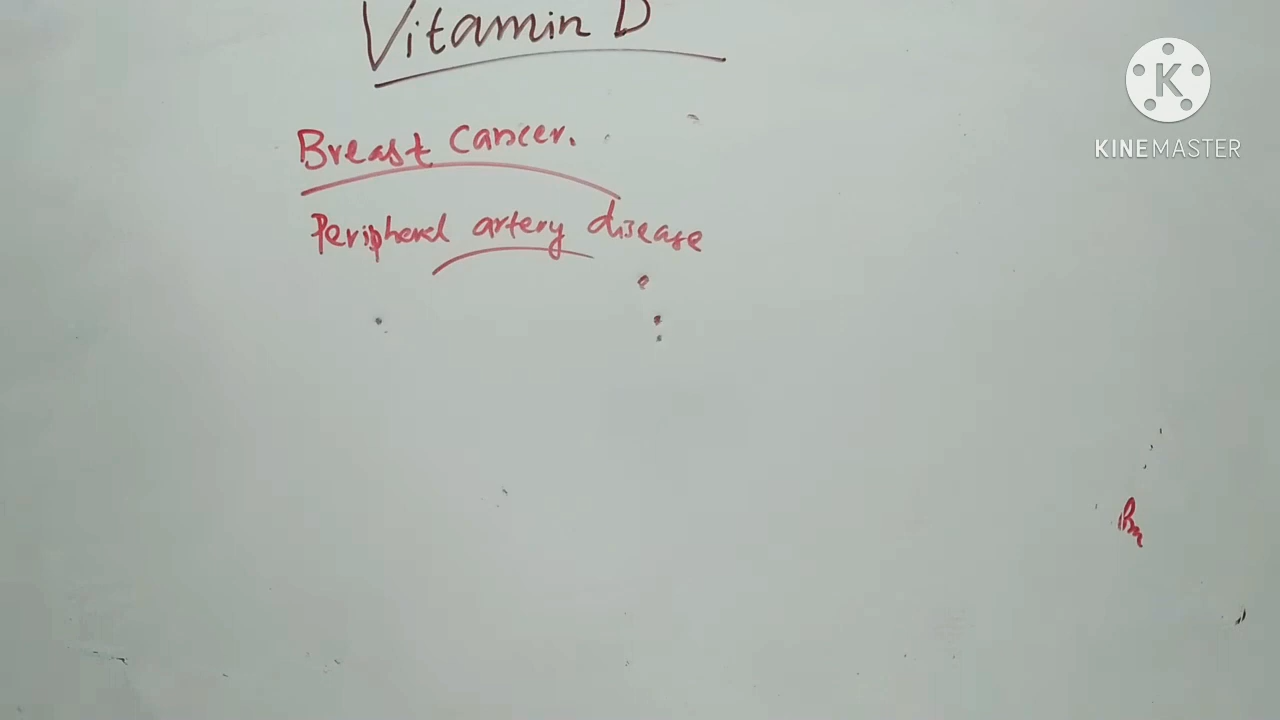 Vitamin D
K
KINEMASTER
Breast Cancer.
Peripheral artery disease